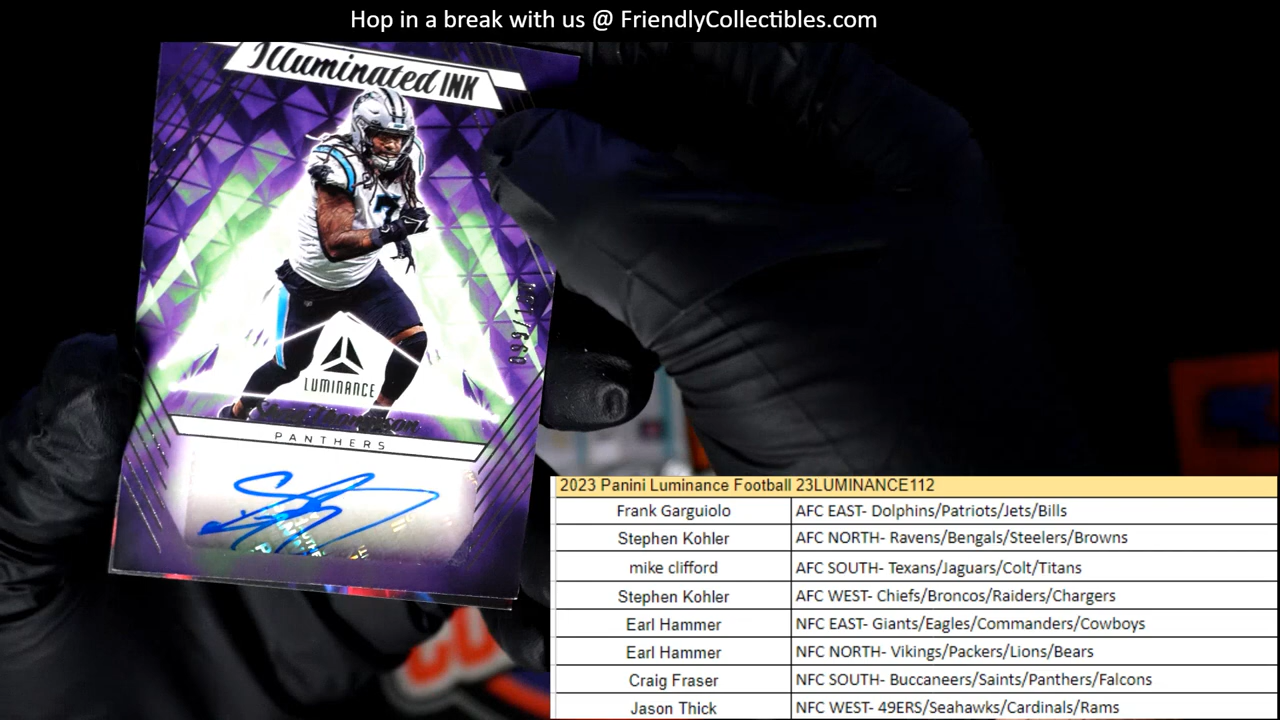 Hop in a break with us @ FriendlyCollectibles.com
Illuminated INK
7
LUMINANCE
Thompson
PANTHERS
2023 Panini Luminance Football 23LUMINANCE112
Frank Garguiolo AFC EAST- Dolphins/Patriots/Jets/Bills
Stephen Kohler AFC NORTH- Ravens/Bengals/Steelers/Browns
mike clifford AFC SOUTH- Texans/Jaguars/Colt/Titans
Stephen Kohler AFC WEST- Chiefs/Broncos/Raiders/Chargers
Earl Hammer NFC EAST- Giants/Eagles/Commanders/Cowboys
Earl Hammer NFC NORTH- Vikings/Packers/Lions/Bears
Craig Fraser NFC SOUTH- Buccaneers/Saints/Panthers/Falcons
Jason Thick NFC WEST- 49ERS/Seahawks/Cardinals/Rams